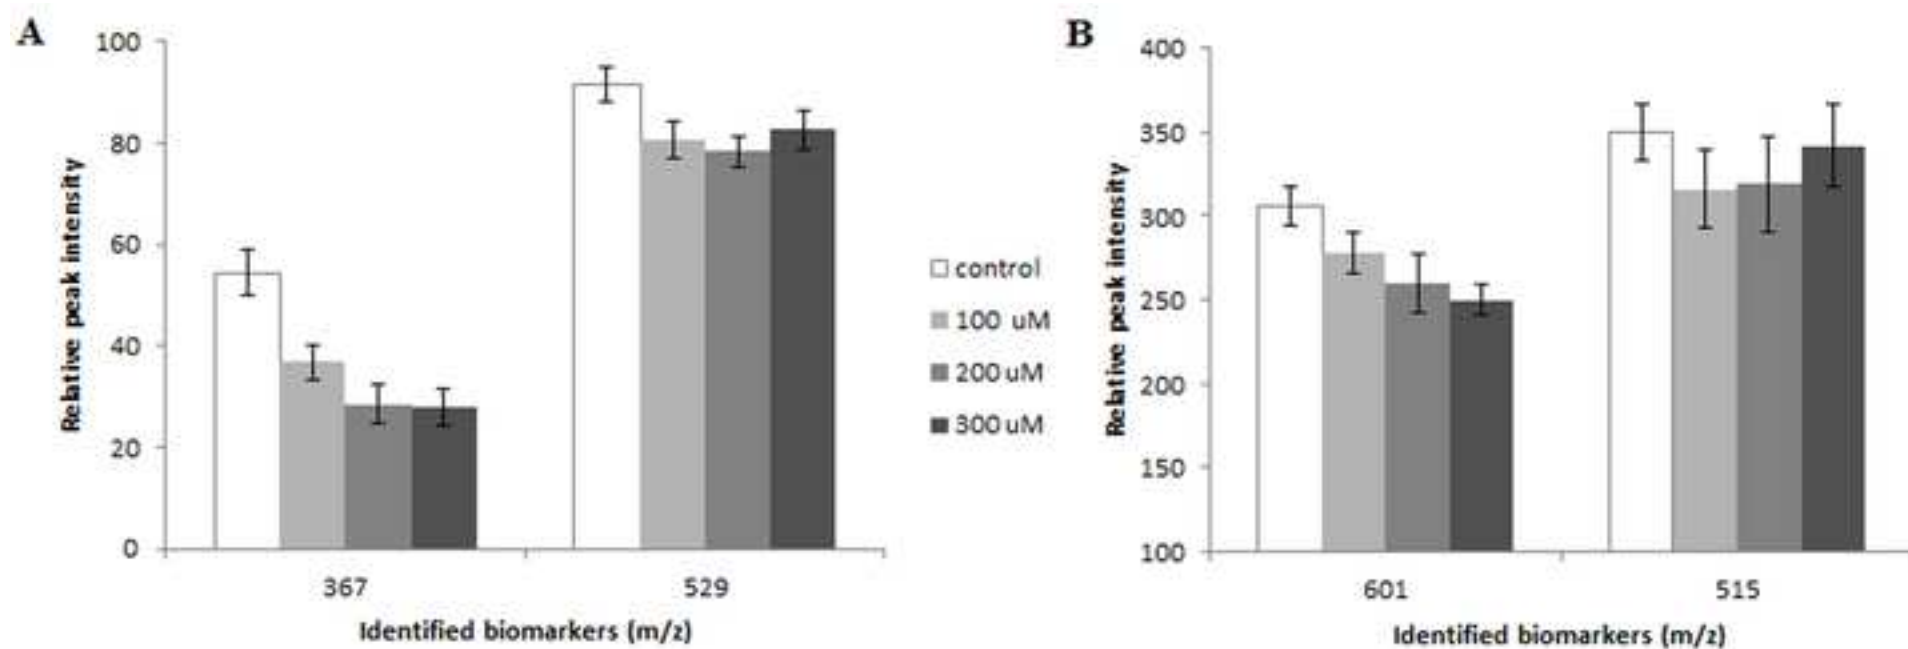 A
100
80
60
40
20
0
Relative peak intensity
367
529
Identified biomarkers (m/z)
control
100 uM
200 uM
300 uM
B
400
350
300
250
200
150
100
Relative peak intensity
601
515
Identified biomarkers (m/z)